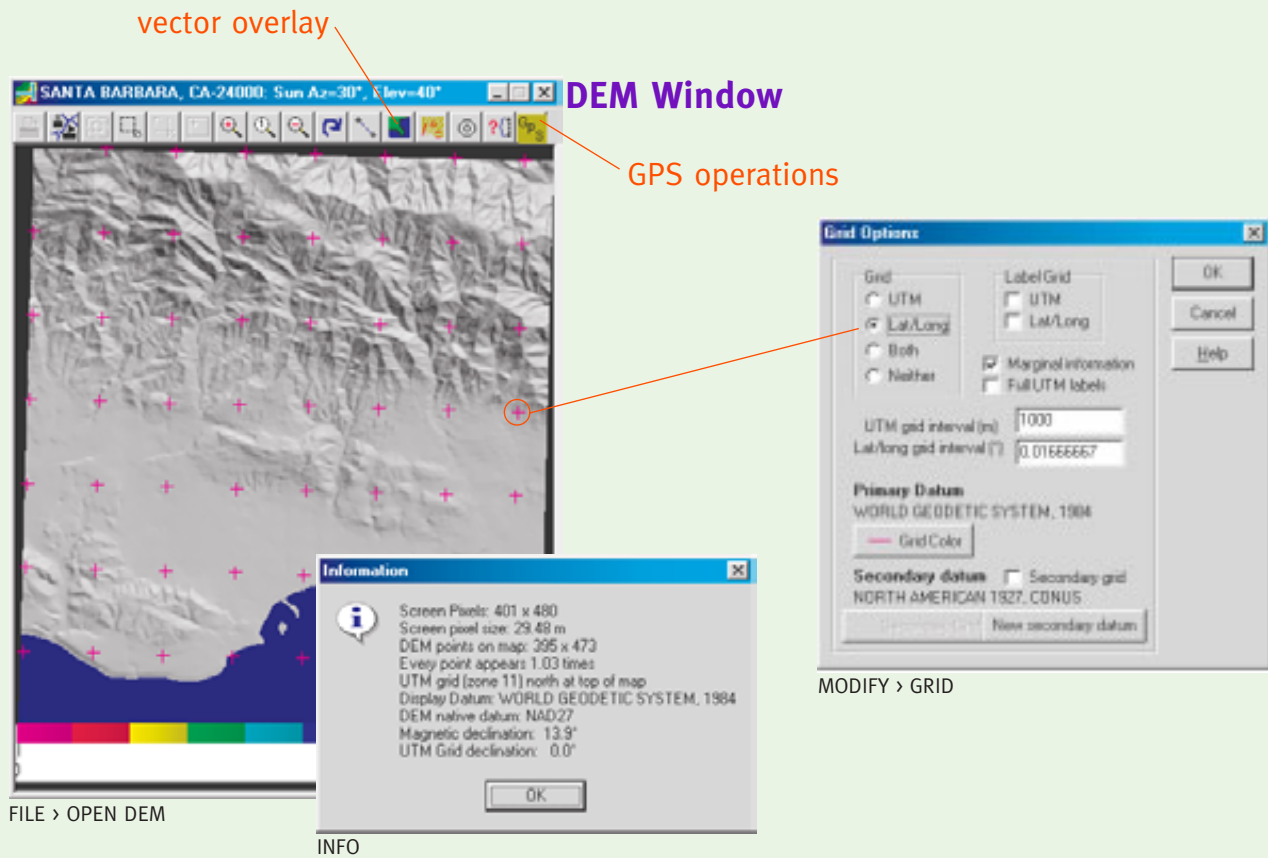 vector overlay
SANTA BARBARA, CA-24000: Sun Az=30°, Elev=40°
DEM Window
GPS
GPS operations
Grid Options
Grid
UTM
Lat/Long
Both
Neither
Label Grid
UTM
Lat/Long
Marginal information
Full UTM labels
OK
Cancel
Help
UTM grid interval (m)
1000
Lat/long grid interval (°)
0.01666667
Primary Datum
WORLD GEODETIC SYSTEM, 1984
Grid Color
Secondary datum
Secondary grid
NORTH AMERICAN 1927, CONUS
New secondary datum
MODIFY › GRID
Information
Screen Pixels: 401 x 480
Screen pixel size: 29.48 m
DEM points on map: 395 x 473
Every point appears 1.03 times
UTM grid (zone 11) north at top of map
Display Datum: WORLD GEODETIC SYSTEM, 1984
DEM native datum: NAD27
Magnetic declination: 13.9°
UTM Grid declination: 0.0°
OK
FILE › OPEN DEM
INFO